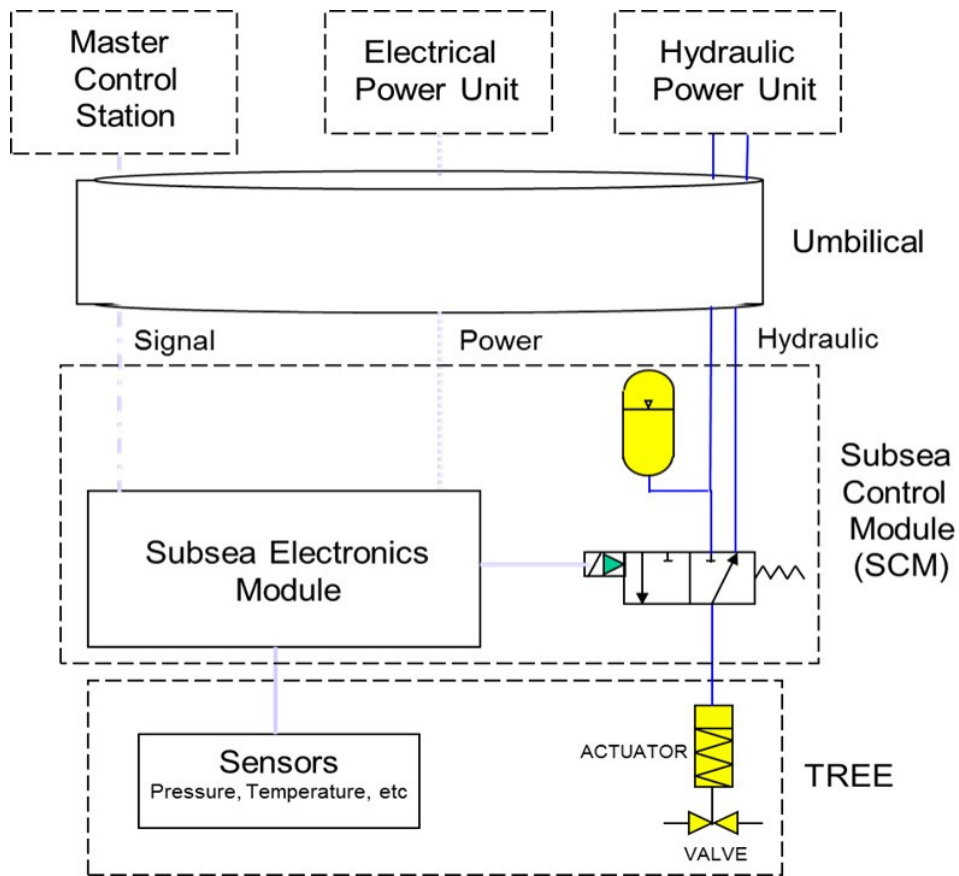 Master
Control
Station
Electrical
Power Unit
Hydraulic
Power Unit
Umbilical
Signal
Power
Hydraulic
Subsea
Control
Module
(SCM)
Subsea Electronics
Module
Sensors
Pressure, Temperature, etc
ACTUATOR
TREE
VALVE